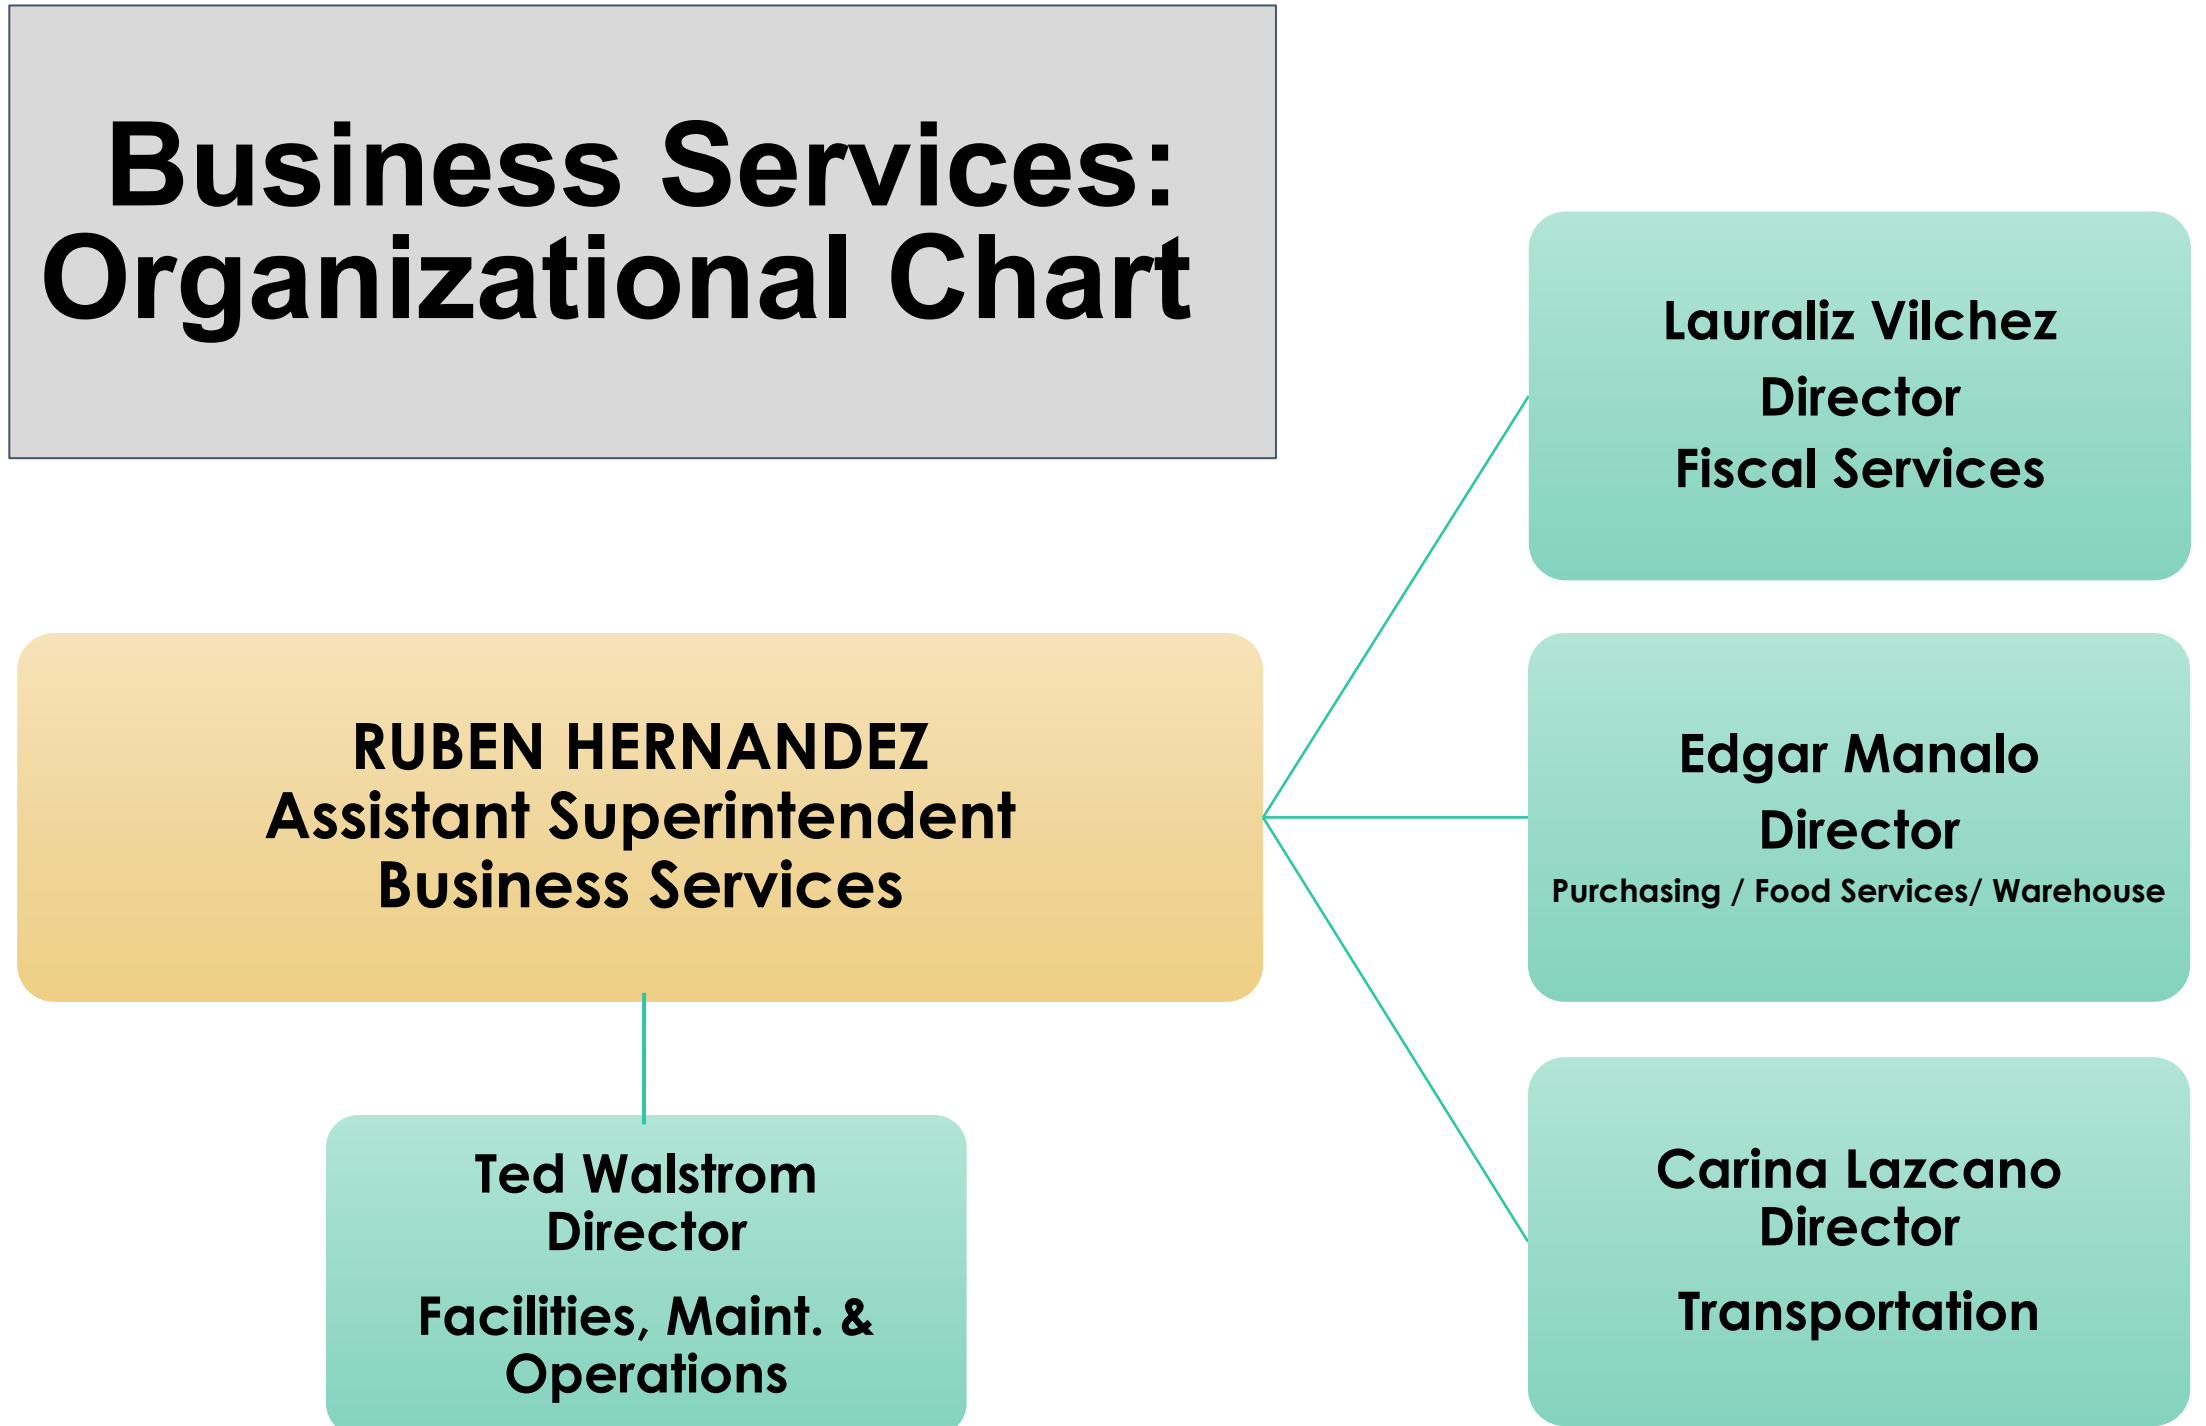 Business Services:
Organizational Chart
Lauraliz Vilchez
Director
Fiscal Services
RUBEN HERNANDEZ
Assistant Superintendent
Business Services
Edgar Manalo
Director
Purchasing / Food Services/ Warehouse
Ted Walstrom
Director
Facilities, Maint. &
Operations
Carina Lazcano
Director
Transportation